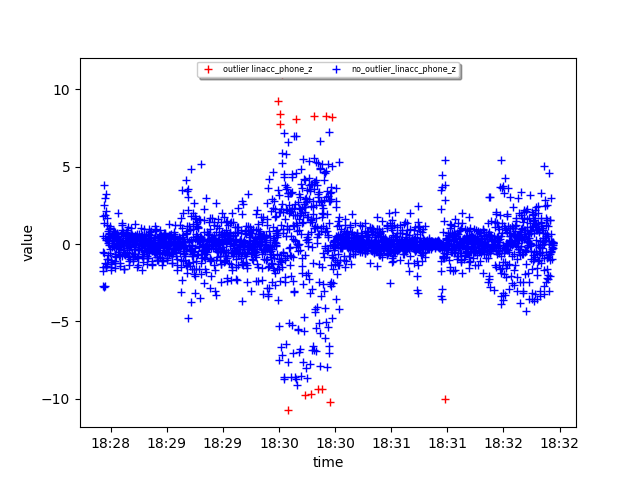 outlier linacc_phone_z
no_outlier_linacc_phone_z
10
5
0
−5
−10
value
18:28 18:29 18:29 18:30 18:30 18:31 18:31 18:32 18:32
time